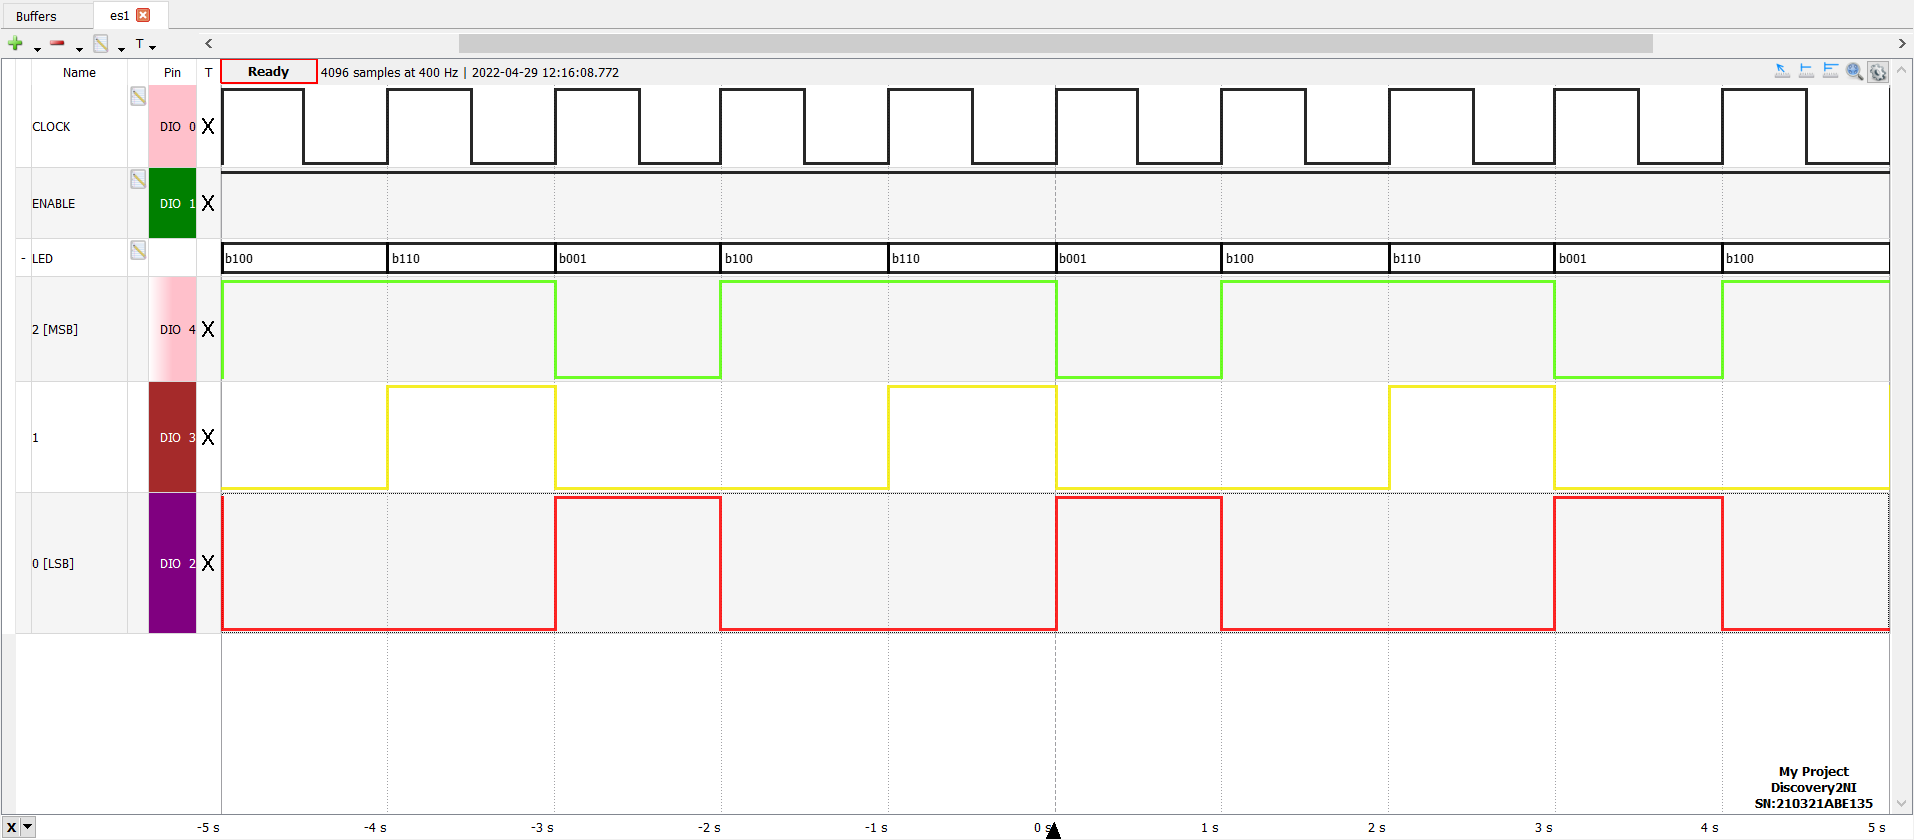 Buffers es1
T
Name Pin T Ready 4096 samples at 400 Hz | 2022-04-29 12:16:08.772
CLOCK DIO 0 X
ENABLE DIO 1 X
- LED b100 b110 b001 b100 b110 b001 b100 b110 b001 b100
2 [MSB] DIO 4 X
1 DIO 3 X
0 [LSB] DIO 2 X
My Project
Discovery2NI
SN:210321ABE135
X -5 s -4 s -3 s -2 s -1 s 0 s 1 s 2 s 3 s 4 s 5 s